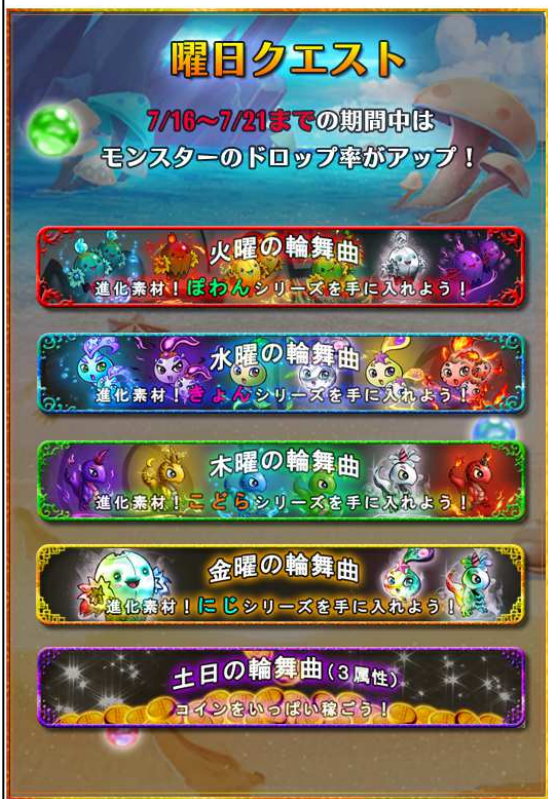 曜日クエスト
7/16～7/21までの期間中は
モンスターのドロップ率がアップ！
火曜の輪舞曲
進化素材！ぽわんシリーズを手に入れよう！
水曜の輪舞曲
進化素材！きょんシリーズを手に入れよう！
木曜の輪舞曲
進化素材！こどらシリーズを手に入れよう！
金曜の輪舞曲
進化素材！にじシリーズを手に入れよう！
土日の輪舞曲(3属性)
コインをいっぱい稼ごう！